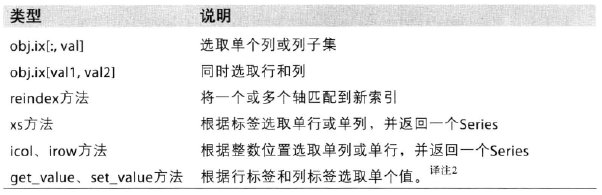 类型 说明
obj.ix[:, val] 选取单个列或列子集
obj.ix[val1, val2] 同时选取行和列
reindex方法 将一个或多个轴匹配到新索引
xs方法 根据标签选取单行或单列，并返回一个Series
icol、irow方法 根据整数位置选取单列或单行，并返回一个Series
get_value、set_value方法 根据行标签和列标签选取单个值。译注2